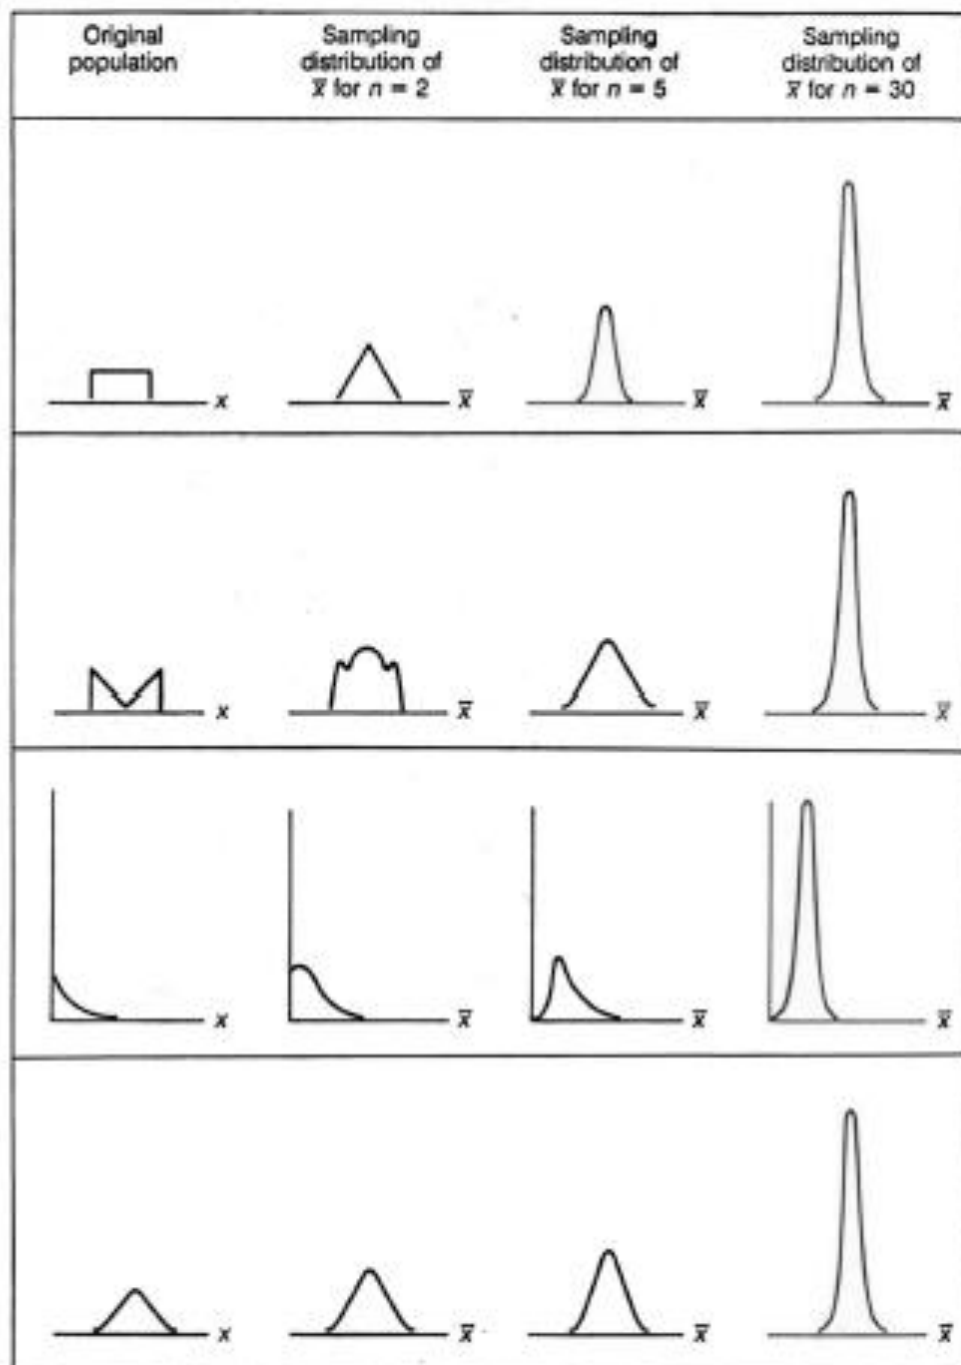 Original
population
Sampling
distribution of
x̅ for n = 2
Sampling
distribution of
x̅ for n = 5
Sampling
distribution of
x̅ for n = 30
x
x̅
x̅
x̅
x
x̅
x̅
x̅
x
x̅
x̅
x̅
x
x̅
x̅
x̅